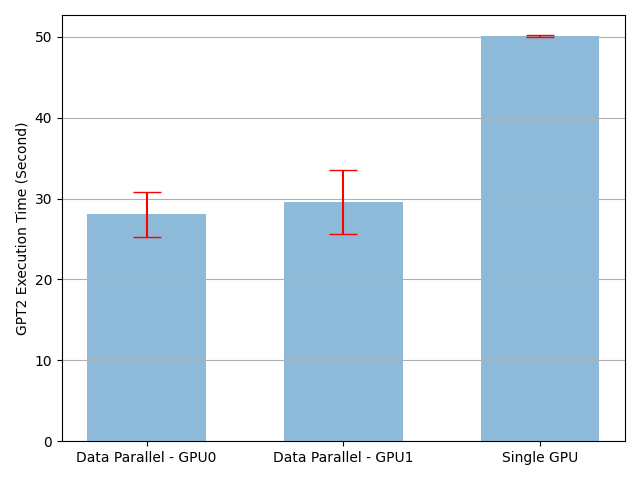 GPT2 Execution Time (Second)
50
40
30
20
10
0
Data Parallel - GPU0
Data Parallel - GPU1
Single GPU